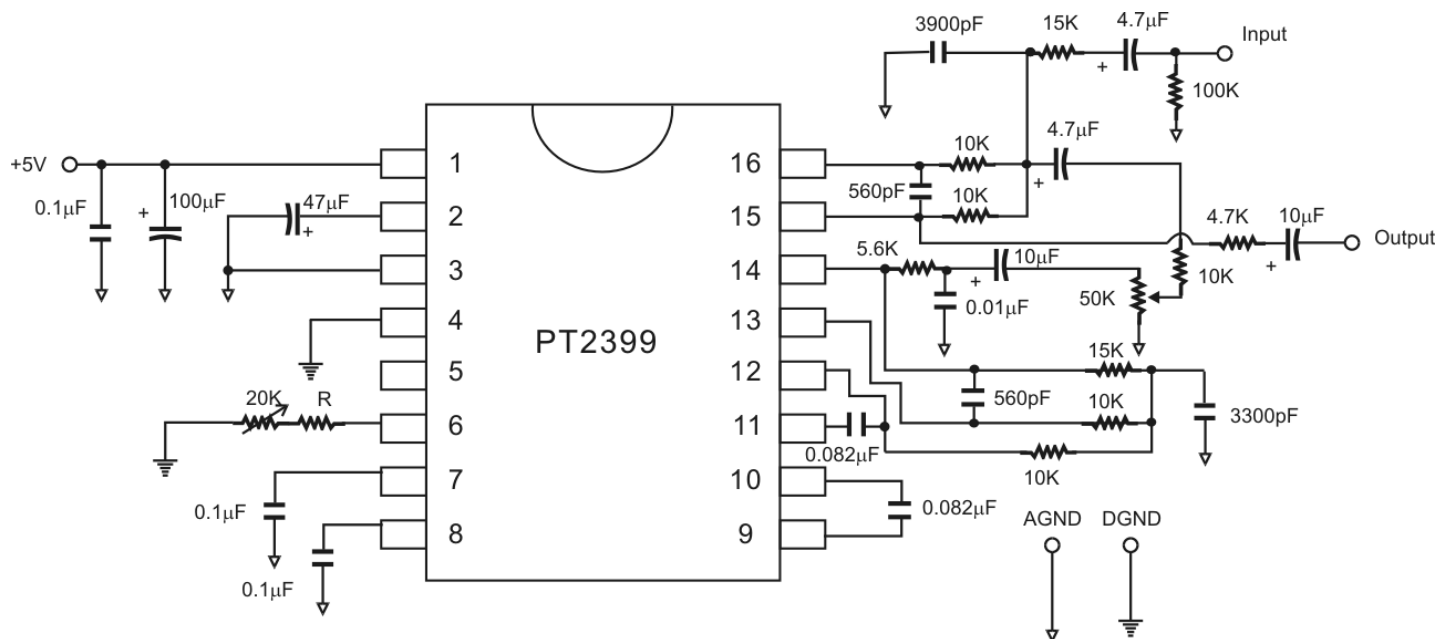 3900pF
15K
4.7μF
Input
100K
+
+5V
0.1μF
+
100μF
47μF
+
1
2
3
4
5
6
7
8
PT2399
16
15
14
13
12
11
10
9
10K
4.7μF
+
560pF
10K
4.7K
10μF
+
Output
5.6K
10μF
+
0.01μF
50K
10K
15K
560pF
10K
3300pF
0.082μF
10K
0.082μF
20K
R
0.1μF
0.1μF
AGND
DGND